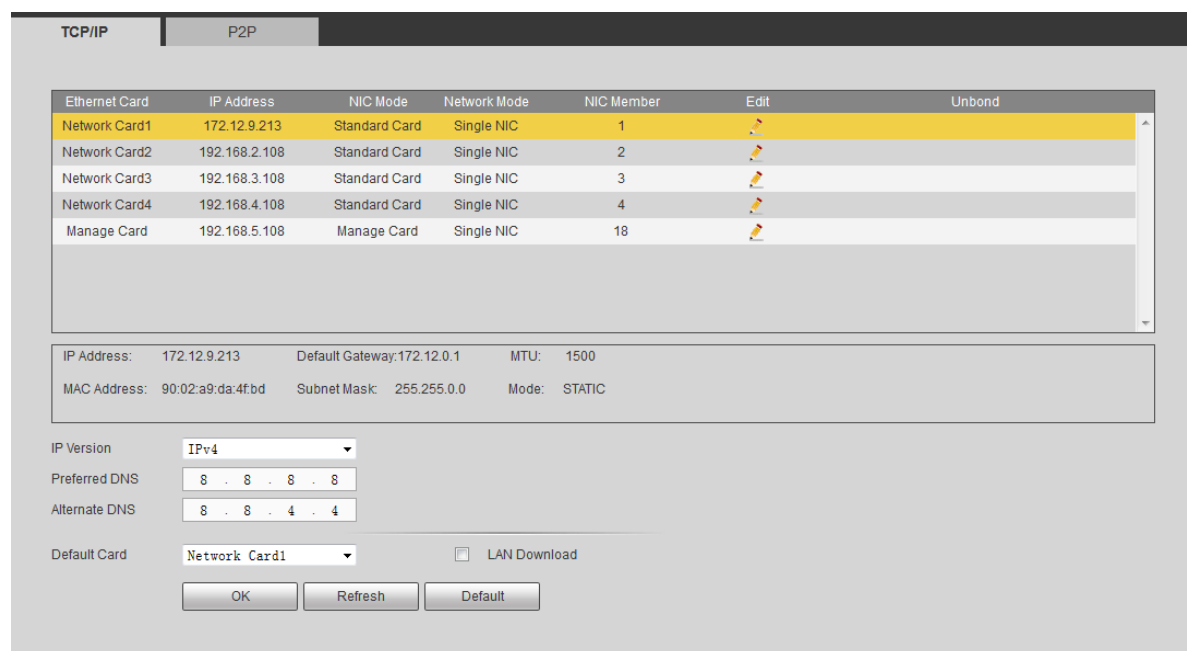 TCP/IP P2P
Ethernet Card IP Address NIC Mode Network Mode NIC Member Edit Unbond
Network Card1 172.12.9.213 Standard Card Single NIC 1
Network Card2 192.168.2.108 Standard Card Single NIC 2
Network Card3 192.168.3.108 Standard Card Single NIC 3
Network Card4 192.168.4.108 Standard Card Single NIC 4
Manage Card 192.168.5.108 Manage Card Single NIC 18
IP Address: 172.12.9.213 Default Gateway:172.12.0.1 MTU: 1500
MAC Address: 90:02:a9:da:4f:bd Subnet Mask: 255.255.0.0 Mode: STATIC
IP Version IPv4
Preferred DNS 8 . 8 . 8 . 8
Alternate DNS 8 . 8 . 4 . 4
Default Card Network Card1 LAN Download
OK Refresh Default